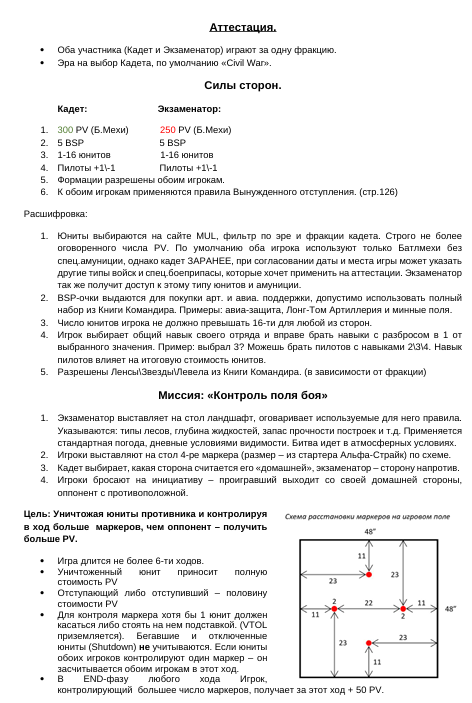 Аттестация.
• Оба участника (Кадет и Экзаменатор) играют за одну фракцию.
• Эра на выбор Кадета, по умолчанию «Civil War».
Силы сторон.
Кадет: Экзаменатор:
1. 300 PV (Б.Мехи) 250 PV (Б.Мехи)
2. 5 BSP 5 BSP
3. 1-16 юнитов 1-16 юнитов
4. Пилоты +1\-1 Пилоты +1\-1
5. Формации разрешены обоим игрокам.
6. К обоим игрокам применяются правила Вынужденного отступления. (стр.126)
Расшифровка:
1. Юниты выбираются на сайте MUL, фильтр по эре и фракции кадета. Строго не более
оговоренного числа PV. По умолчанию оба игрока используют только Батлмехи без
спец.амуниции, однако кадет ЗАРАНЕЕ, при согласовании даты и места игры может указать
другие типы войск и спец.боеприпасы, которые хочет применить на аттестации. Экзаменатор
так же получит доступ к этому типу юнитов и амуниции.
2. BSP-очки выдаются для покупки арт. и авиа. поддержки, допустимо использовать полный
набор из Книги Командира. Примеры: авиа-защита, Лонг-Том Артиллерия и минные поля.
3. Число юнитов игрока не должно превышать 16-ти для любой из сторон.
4. Игрок выбирает общий навык своего отряда и вправе брать навыки с разбросом в 1 от
выбранного значения. Пример: выбрал 3? Можешь брать пилотов с навыками 2\3\4. Навык
пилотов влияет на итоговую стоимость юнитов.
5. Разрешены Ленсы\Звезды\Левела из Книги Командира. (в зависимости от фракции)
Миссия: «Контроль поля боя»
1. Экзаменатор выставляет на стол ландшафт, оговаривает используемые для него правила.
Указываются: типы лесов, глубина жидкостей, запас прочности построек и т.д. Применяется
стандартная погода, дневные условиями видимости. Битва идет в атмосферных условиях.
2. Игроки выставляют на стол 4-ре маркера (размер – из стартера Альфа-Страйк) по схеме.
3. Кадет выбирает, какая сторона считается его «домашней», экзаменатор – сторону напротив.
4. Игроки бросают на инициативу – проигравший выходит со своей домашней стороны,
оппонент с противоположной.
Цель: Уничтожая юниты противника и контролируя
в ход больше маркеров, чем оппонент – получить
больше PV.
• Игра длится не более 6-ти ходов.
• Уничтоженный юнит приносит полную
стоимость PV
• Отступающий либо отступивший – половину
стоимости PV
• Для контроля маркера хотя бы 1 юнит должен
касаться либо стоять на нем подставкой. (VTOL
приземляется). Бегавшие и отключенные
юниты (Shutdown) не учитываются. Если юниты
обоих игроков контролируют один маркер – он
засчитывается обоим игрокам в этот ход.
• В END-фазу любого хода Игрок,
контролирующий большее число маркеров, получает за этот ход + 50 PV.
Схема расстановки маркеров на игровом поле
48"
11
23
23
2
11 22 11
2
48"
23
23
11